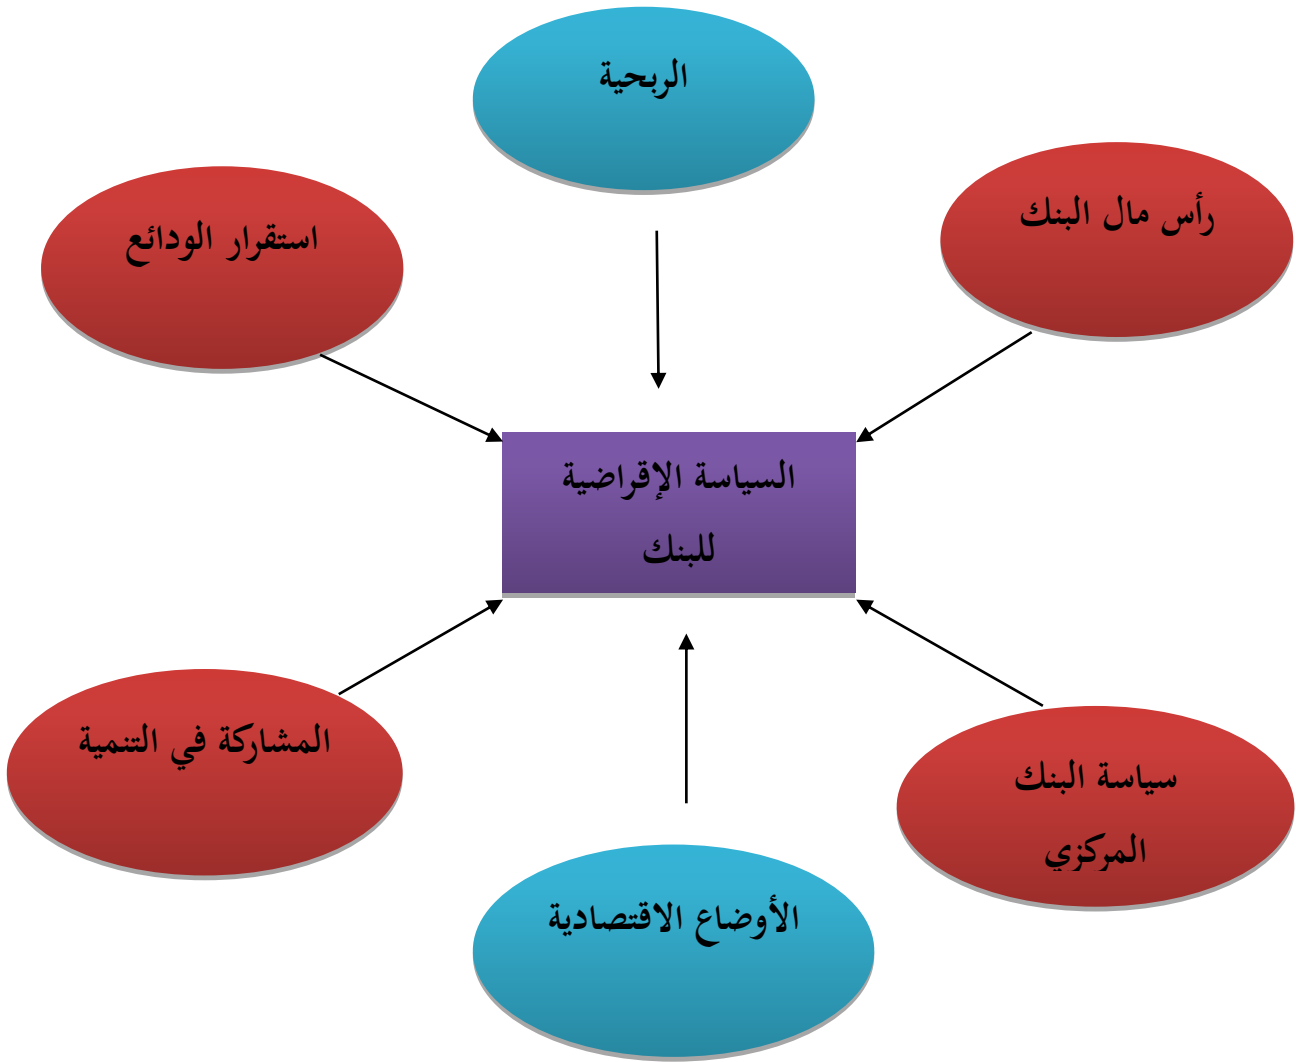 الربحية
رأس مال البنك
استقرار الودائع
السياسة الإقراضية
للبنك
المشاركة في التنمية
سياسة البنك
المركزي
الأوضاع الاقتصادية